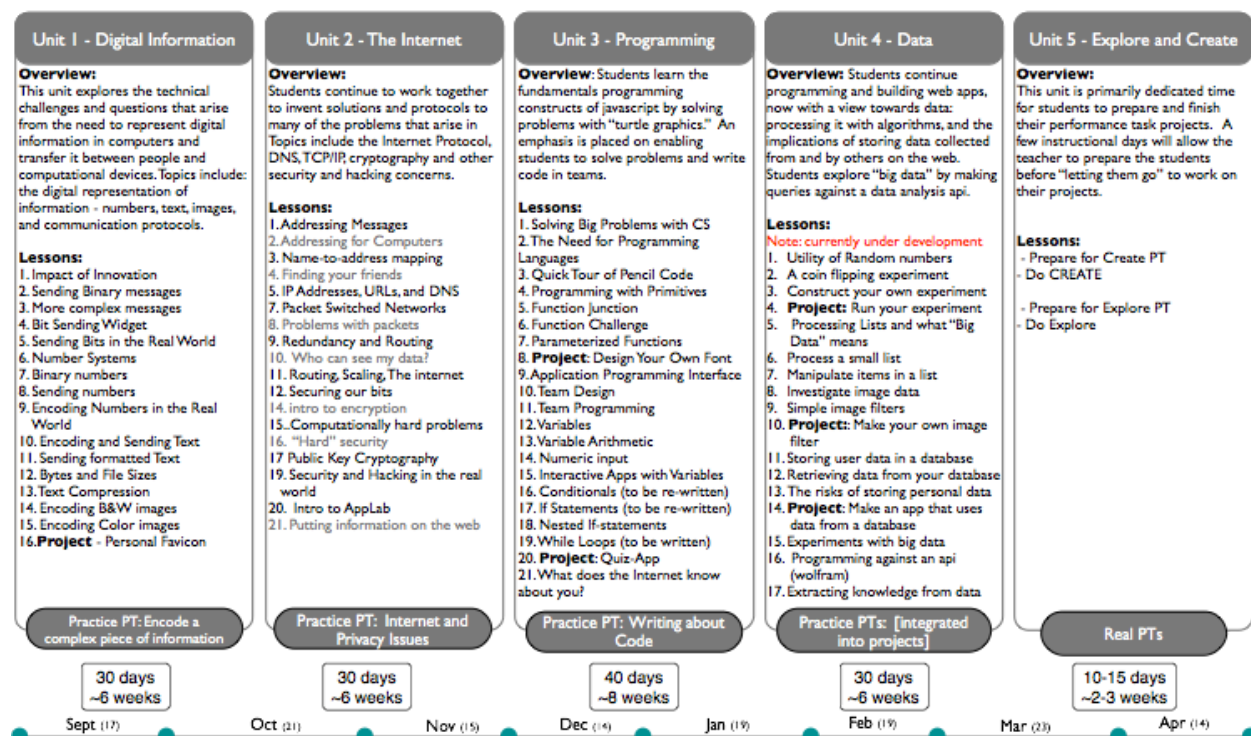 Unit 1 - Digital Information
Overview:
This unit explores the technical
challenges and questions that arise
from the need to represent digital
information in computers and
transfer it between people and
computational devices. Topics include:
the digital representation of
information - numbers, text, images,
and communication protocols.
Lessons:
1. Impact of Innovation
2. Sending Binary messages
3. More complex messages
4. Bit Sending Widget
5. Sending Bits in the Real World
6. Number Systems
7. Binary numbers
8. Sending numbers
9. Encoding Numbers in the Real
World
10. Encoding and Sending Text
11. Sending formatted Text
12. Bytes and File Sizes
13. Text Compression
14. Encoding B&W images
15. Encoding Color images
16. Project - Personal Favicon
Practice PT: Encode a
complex piece of information
30 days
~6 weeks
Unit 2 - The Internet
Overview:
Students continue to work together
to invent solutions and protocols to
many of the problems that arise in
Topics include the Internet Protocol,
DNS, TCP/IP, cryptography and other
security and hacking concerns.
Lessons:
1. Addressing Messages
2. Addressing for Computers
3. Name-to-address mapping
4. Finding your friends
5. IP Addresses, URLs, and DNS
7. Packet Switched Networks
8. Problems with packets
9. Redundancy and Routing
10. Who can see my data?
11. Routing, Scaling, The internet
12. Securing our bits
14. intro to encryption
15..Computationally hard problems
16. "Hard" security
17 Public Key Cryptography
19. Security and Hacking in the real
world
20. Intro to AppLab
21. Putting information on the web
Practice PT: Internet and
Privacy Issues
30 days
~6 weeks
Unit 3 - Programming
Overview: Students learn the
fundamentals programming
constructs of javascript by solving
problems with "turtle graphics." An
emphasis is placed on enabling
students to solve problems and write
code in teams.
Lessons:
1. Solving Big Problems with CS
2. The Need for Programming
Languages
3. Quick Tour of Pencil Code
4. Programming with Primitives
5. Function Junction
6. Function Challenge
7. Parameterized Functions
8. Project: Design Your Own Font
9. Application Programming Interface
10. Team Design
11. Team Programming
12. Variables
13. Variable Arithmetic
14. Numeric input
15. Interactive Apps with Variables
16. Conditionals (to be re-written)
17. If Statements (to be re-written)
18. Nested If-statements
19. While Loops (to be written)
20. Project: Quiz-App
21. What does the Internet know
about you?
Practice PT: Writing about
Code
40 days
~8 weeks
Unit 4 - Data
Overview: Students continue
programming and building web apps,
now with a view towards data:
processing it with algorithms, and the
implications of storing data collected
from and by others on the web.
Students explore "big data" by making
queries against a data analysis api.
Lessons:
Note: currently under development
1. Utility of Random numbers
2. A coin flipping experiment
3. Construct your own experiment
4. Project: Run your experiment
5. Processing Lists and what "Big
Data" means
6. Process a small list
7. Manipulate items in a list
8. Investigate image data
9. Simple image filters
10. Project:: Make your own image
filter
11. Storing user data in a database
12. Retrieving data from your database
13. The risks of storing personal data
14. Project: Make an app that uses
data from a database
15. Experiments with big data
16. Programming against an api
(wolfram)
17. Extracting knowledge from data
Practice PTs: [integrated
into projects]
30 days
~6 weeks
Unit 5 - Explore and Create
Overview:
This unit is primarily dedicated time
for students to prepare and finish
their performance task projects. A
few instructional days will allow the
teacher to prepare the students
before "letting them go" to work on
their projects.
Lessons:
- Prepare for Create PT
- Do CREATE
- Prepare for Explore PT
- Do Explore
Real PTs
10-15 days
~2-3 weeks
Sept (17) Oct (21) Nov (15) Dec (14) Jan (19) Feb (19) Mar (23) Apr (14)